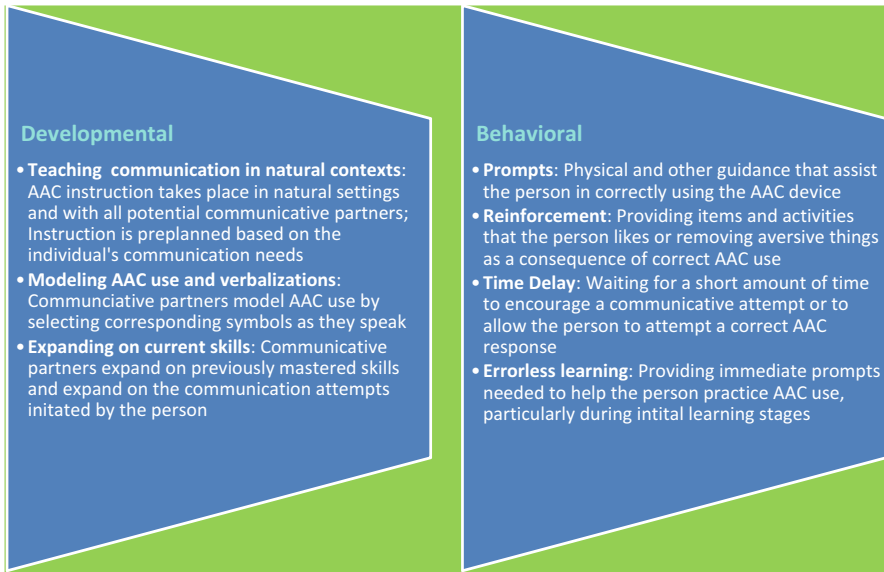 Developmental
• Teaching communication in natural contexts:
AAC instruction takes place in natural settings
and with all potential communicative partners;
Instruction is preplanned based on the
individual's communication needs
• Modeling AAC use and verbalizations:
Communciative partners model AAC use by
selecting corresponding symbols as they speak
• Expanding on current skills: Communicative
partners expand on previously mastered skills
and expand on the communication attempts
initated by the person
Behavioral
• Prompts: Physical and other guidance that assist
the person in correctly using the AAC device
• Reinforcement: Providing items and activities
that the person likes or removing aversive things
as a consequence of correct AAC use
• Time Delay: Waiting for a short amount of time
to encourage a communicative attempt or to
allow the person to attempt a correct AAC
response
• Errorless learning: Providing immediate prompts
needed to help the person practice AAC use,
particularly during intital learning stages